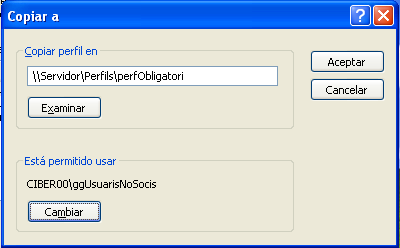 Copiar a
Copiar perfil en
\\Servidor\Perfils\perfObligatori
Examinar
Aceptar
Cancelar
Está permitido usar
CIBER00\ggUsuarisNoSocis
Cambiar